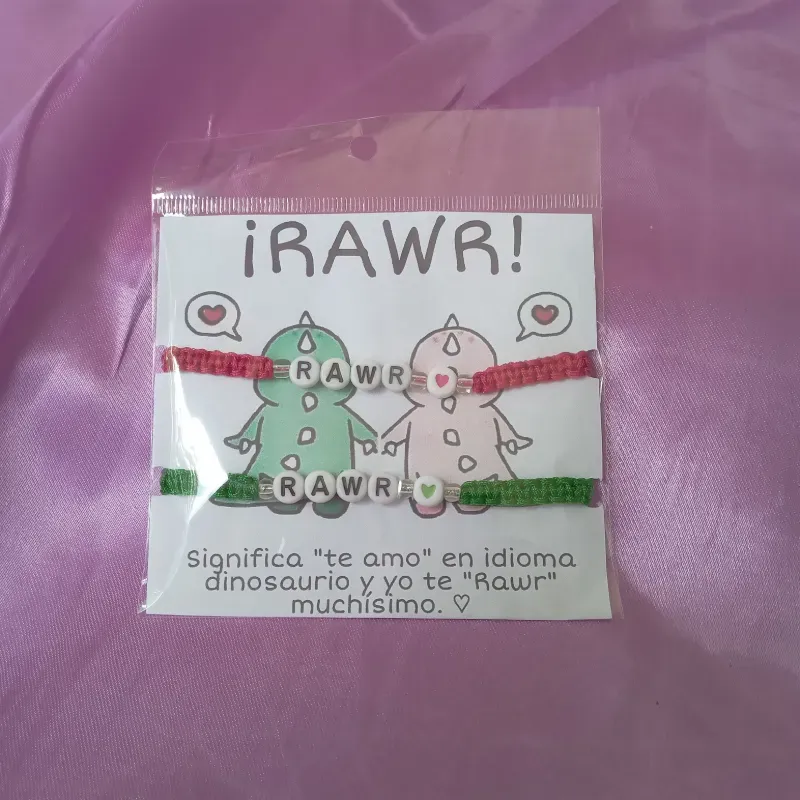 ¡RAWR!
RAWR
RAWR
Significa "te amo" en idioma
dinosaurio y yo te "Rawr"
muchísimo. ♡